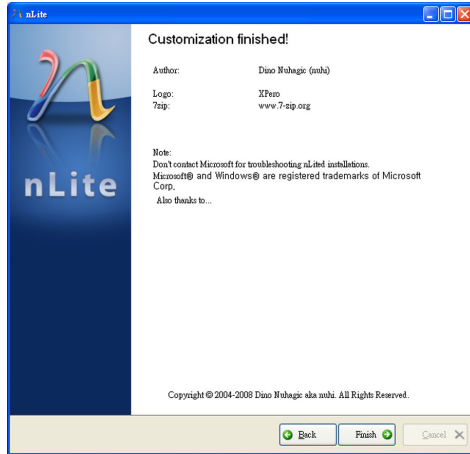 nLite
Customization finished!
Author: Dino Nuhagic (nuhi)
Logo: XPero
7zip: www.7-zip.org
Note:
Don't contact Microsoft for troubleshooting nLited installations.
Microsoft® and Windows® are registered trademarks of Microsoft
Corp.
Also thanks to...
nLite
Copyright © 2004-2008 Dino Nuhagic aka nuhi. All Rights Reserved.
Back Finish Cancel